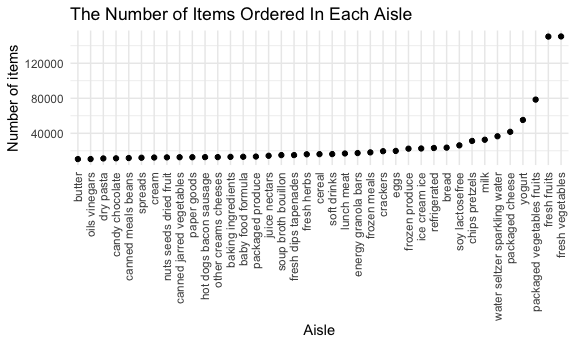 The Number of Items Ordered In Each Aisle
Number of items
120000
80000
40000
butter
oils vinegars
dry pasta
candy chocolate
canned meals beans
spreads
cream
nuts seeds dried fruit
canned jarred vegetables
paper goods
hot dogs bacon sausage
other creams cheeses
baking ingredients
baby food formula
packaged produce
juice nectars
soup broth bouillon
fresh dips tapenades
fresh herbs
cereal
soft drinks
lunch meat
energy granola bars
frozen meals
crackers
eggs
frozen produce
ice cream ice
refrigerated
bread
soy lactosefree
chips pretzels
milk
water seltzer sparkling water
packaged cheese
yogurt
packaged vegetables fruits
fresh fruits
fresh vegetables
Aisle